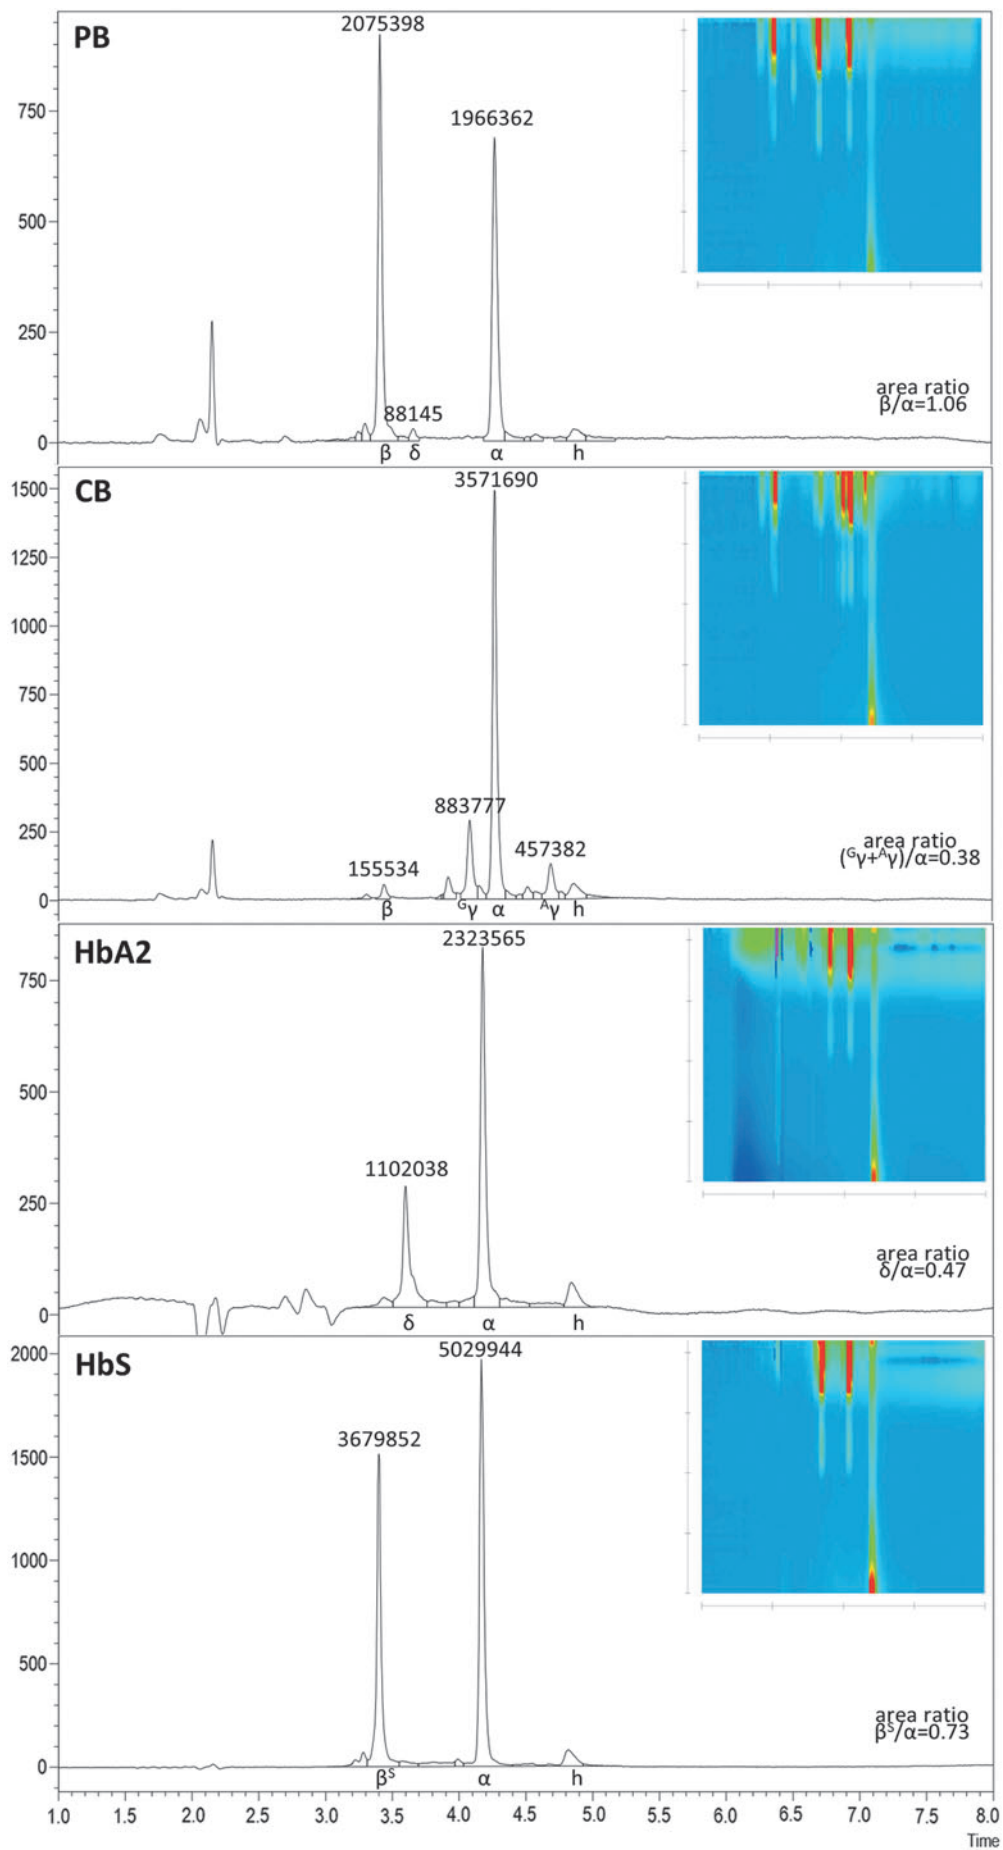 PB
2075398
1966362
750
500
250
88145
0
area ratio
β/α=1.06
β δ α h
CB
3571690
1500
1250
1000
750
500
250
883777
457382
155534
0
area ratio
(ᴳγ+ᴬγ)/α=0.38
β ᴳγ α ᴬγ h
HbA2
2323565
750
500
1102038
250
0
area ratio
δ/α=0.47
δ α h
HbS
5029944
2000
3679852
1500
1000
500
0
area ratio
βˢ/α=0.73
βˢ α h
1.0 1.5 2.0 2.5 3.0 3.5 4.0 4.5 5.0 5.5 6.0 6.5 7.0 7.5 8.0
Time